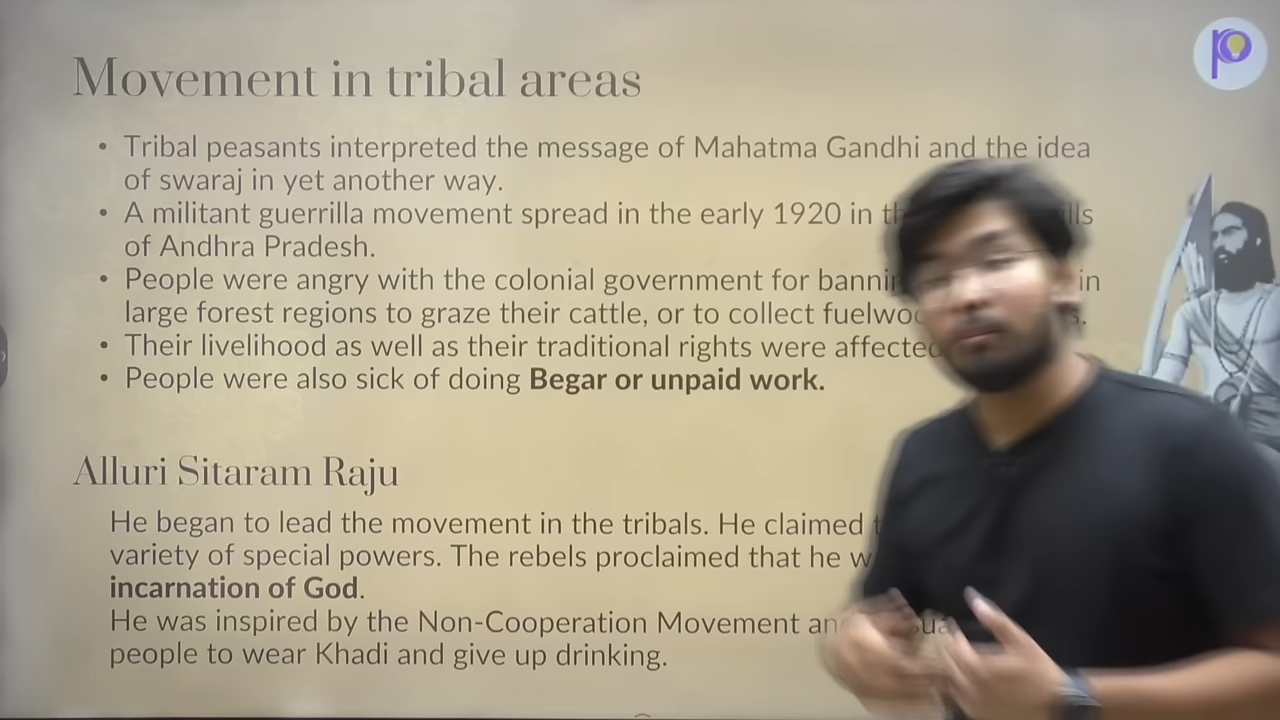 Movement in tribal areas
• Tribal peasants interpreted the message of Mahatma Gandhi and the idea
of swaraj in yet another way.
• A militant guerrilla movement spread in the early 1920 in
of Andhra Pradesh.
• People were angry with the colonial government for in
large forest regions to graze their cattle, or to collect
• Their livelihood as well as their traditional rights were affected
• People were also sick of doing Begar or unpaid work.
Alluri Sitaram Raju
He began to lead the movement in the tribals. He claimed
variety of special powers. The rebels proclaimed that he
incarnation of God.
He was inspired by the Non-Cooperation Movement
people to wear Khadi and give up drinking.